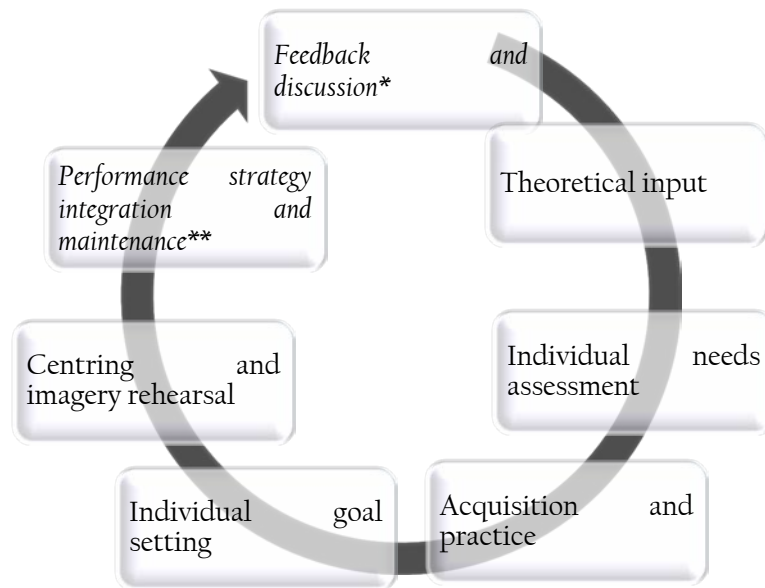 Feedback and
discussion*
Theoretical input
Individual needs
assessment
Acquisition and
practice
Individual goal
setting
Centring and
imagery rehearsal
Performance strategy
integration and
maintenance**